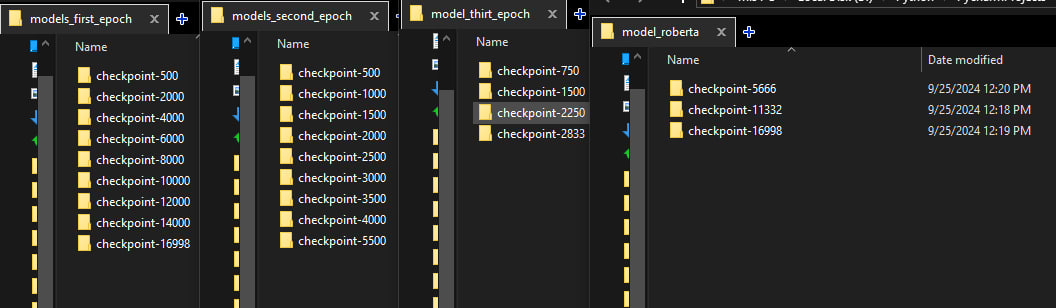 models_first_epoch
Name
checkpoint-500
checkpoint-2000
checkpoint-4000
checkpoint-6000
checkpoint-8000
checkpoint-10000
checkpoint-12000
checkpoint-14000
checkpoint-16998
models_second_epoch
Name
checkpoint-500
checkpoint-1000
checkpoint-1500
checkpoint-2000
checkpoint-2500
checkpoint-3000
checkpoint-3500
checkpoint-4000
checkpoint-5500
model_thirt_epoch
Name
checkpoint-750
checkpoint-1500
checkpoint-2250
checkpoint-2833
model_roberta
Name Date modified
checkpoint-5666 9/25/2024 12:20 PM
checkpoint-11332 9/25/2024 12:18 PM
checkpoint-16998 9/25/2024 12:19 PM